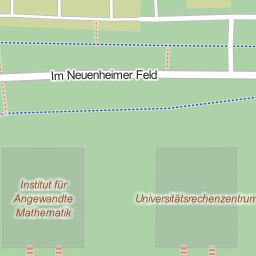 Im Neuenheimer Feld
Institut für
Angewandte
Mathematik
Universitätsrechenzentrum